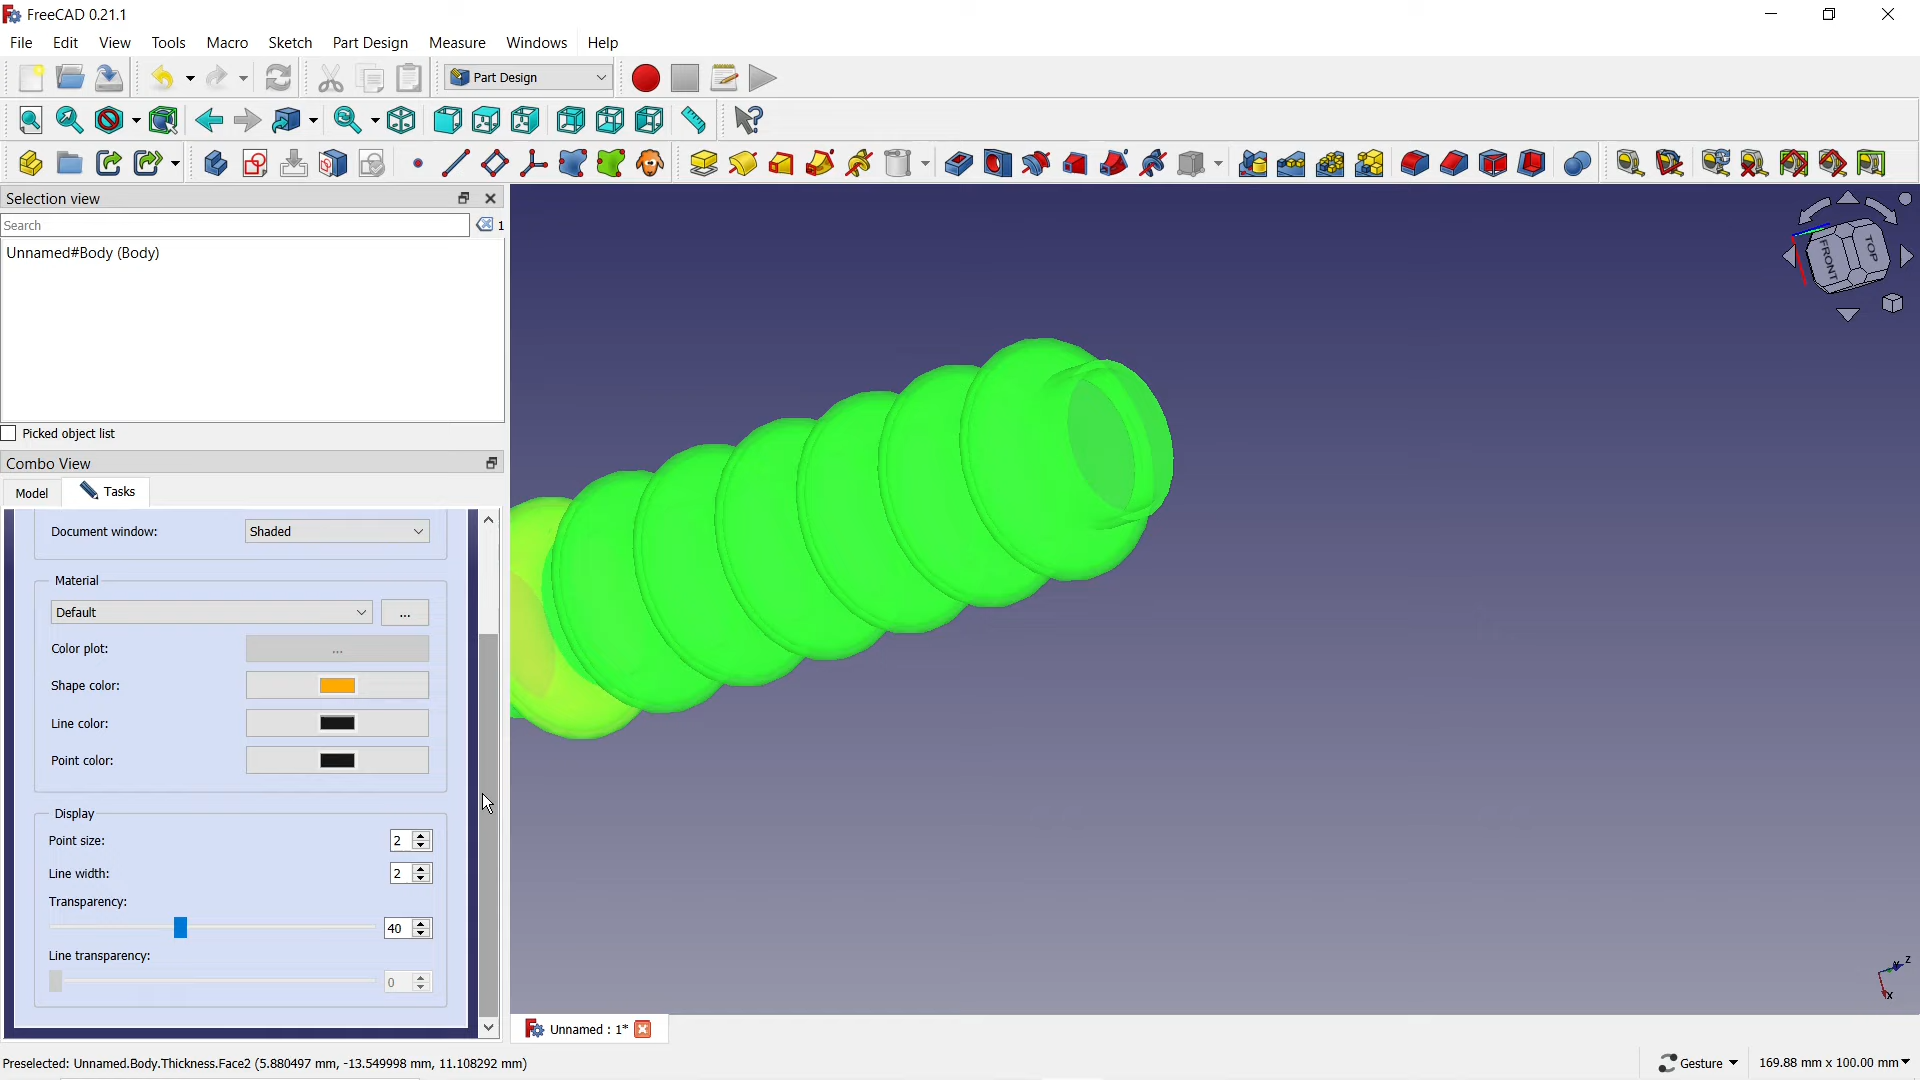 FreeCAD 0.21.1
File Edit View Tools Macro Sketch Part Design Measure Windows Help
Part Design
Selection view
Search
1
Unnamed#Body (Body)
Picked object list
Combo View
Model Tasks
Document window: Shaded
Material
Default ...
Color plot: ...
Shape color:
Line color:
Point color:
Display
Point size: 2
Line width: 2
Transparency:
40
Line transparency:
0
FRONT TOP
z
x
Unnamed : 1*
Preselected: Unnamed.Body.Thickness.Face2 (5.880497 mm, -13.549998 mm, 11.108292 mm)
Gesture 169.88 mm x 100.00 mm